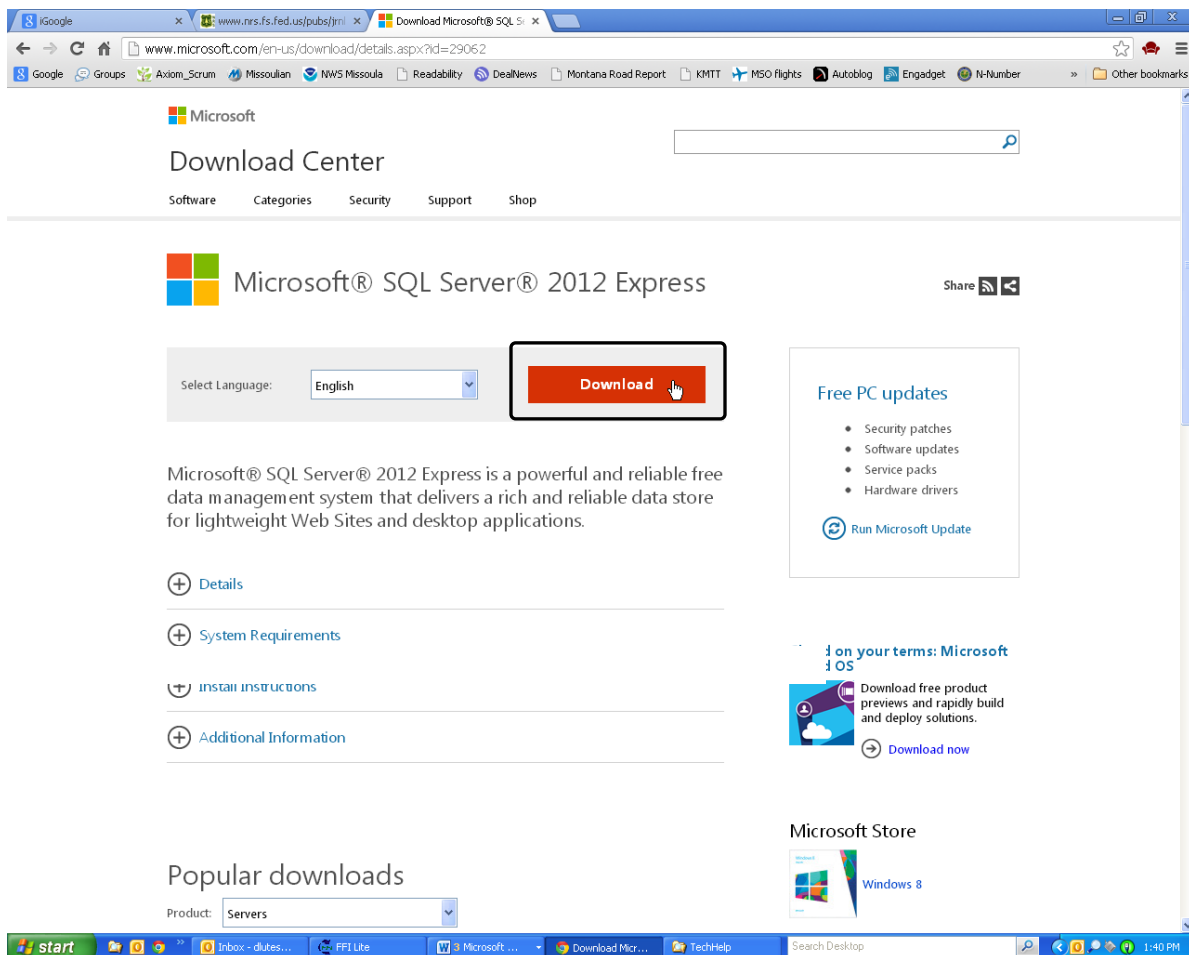 iGoogle
www.nrs.fs.fed.us/pubs/jrnl
Download Microsoft® SQL Se
www.microsoft.com/en-us/download/details.aspx?id=29062
Google Groups Axiom_Scrum Missoulian NWS Missoula Readability DealNews Montana Road Report KMTT MSO flights Autoblog Engadget N-Number » Other bookmarks
Microsoft
Download Center
Software Categories Security Support Shop
Microsoft® SQL Server® 2012 Express
Share
Select Language: English
Download
Microsoft® SQL Server® 2012 Express is a powerful and reliable free
data management system that delivers a rich and reliable data store
for lightweight Web Sites and desktop applications.
Details
System Requirements
Install Instructions
Additional Information
Free PC updates
• Security patches
• Software updates
• Service packs
• Hardware drivers
Run Microsoft Update
on your terms: Microsoft
OS
Download free product
previews and rapidly build
and deploy solutions.
Download now
Microsoft Store
Windows 8
Popular downloads
Product: Servers
start » Inbox - dlutes... FFI Lite 3 Microsoft ... Download Micr... TechHelp Search Desktop 1:40 PM